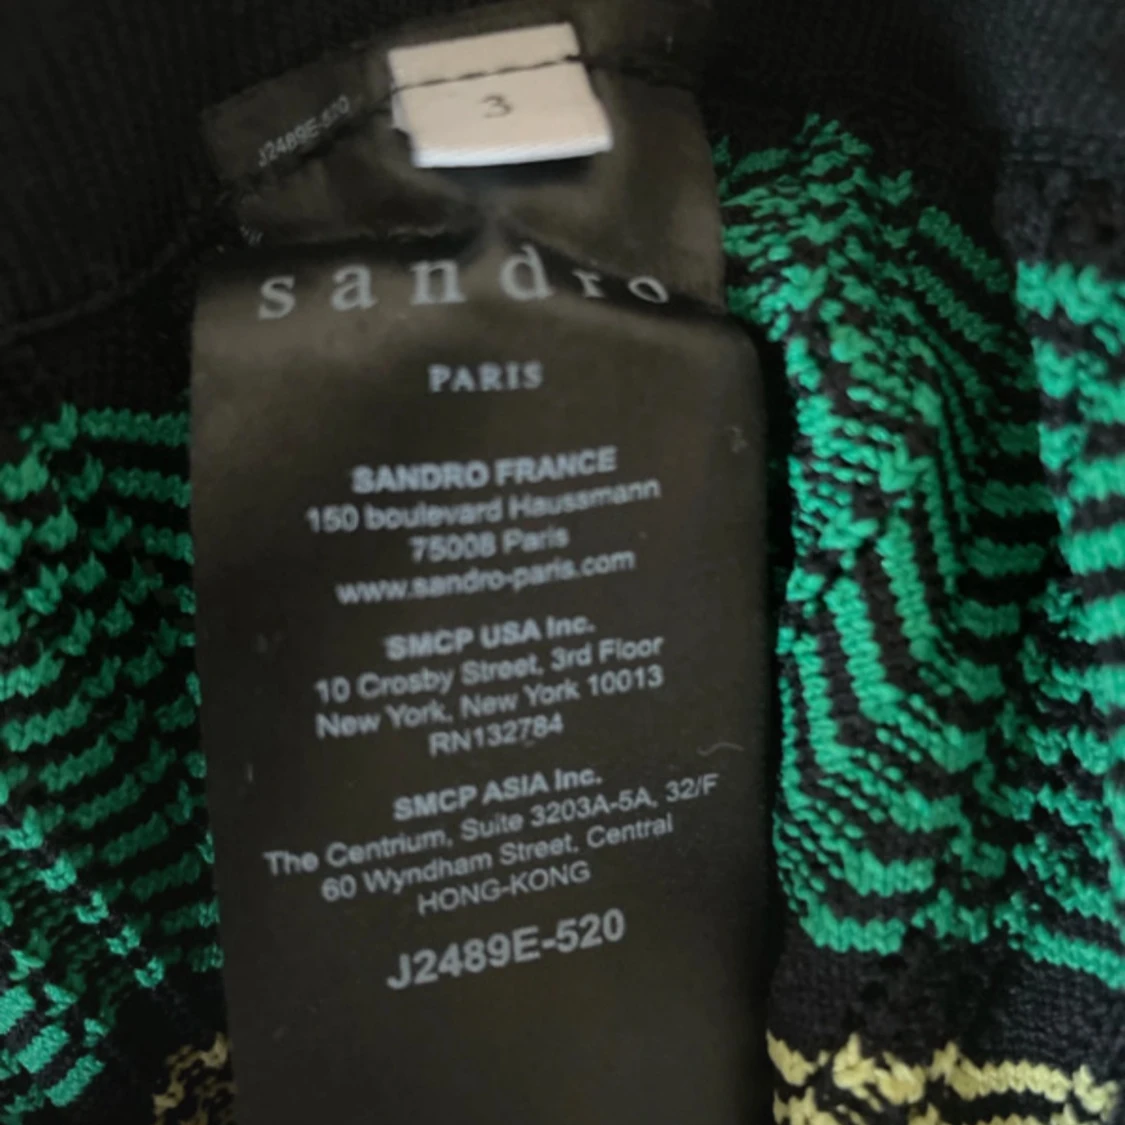 3
J2489E-520
sandro
PARIS
SANDRO FRANCE
150 boulevard Haussmann
75008 Paris
www.sandro-paris.com
SMCP USA Inc.
10 Crosby Street, 3rd Floor
New York, New York 10013
RN132784
SMCP ASIA Inc.
The Centrium, Suite 3203A-5A, 32/F
60 Wyndham Street, Central
HONG-KONG
J2489E-520